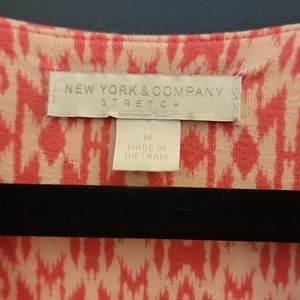 NEW YORK & COMPANY
STRETCH
M
MADE IN
VIETNAM